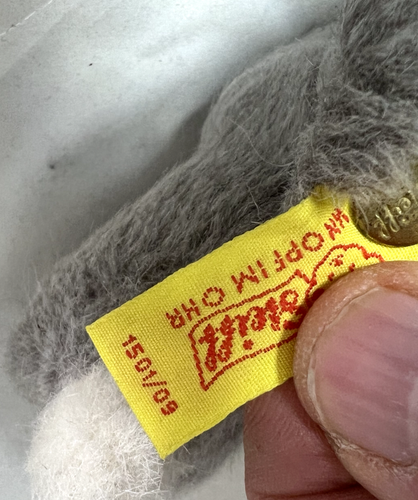 KNOPF IM OHR
Steiff
1501/09